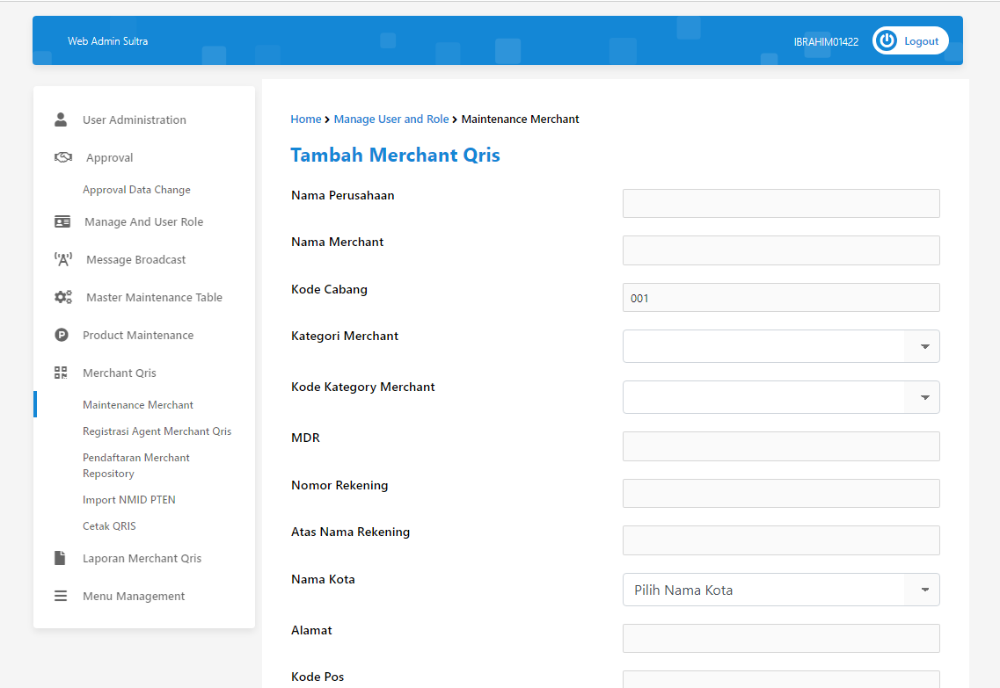 Web Admin Sultra
IBRAHIM01422
Logout
User Administration
Approval
Approval Data Change
Manage And User Role
Message Broadcast
Master Maintenance Table
Product Maintenance
Merchant Qris
Maintenance Merchant
Registrasi Agent Merchant Qris
Pendaftaran Merchant
Repository
Import NMID PTEN
Cetak QRIS
Laporan Merchant Qris
Menu Management
Home > Manage User and Role > Maintenance Merchant
Tambah Merchant Qris
Nama Perusahaan
Nama Merchant
Kode Cabang
001
Kategori Merchant
Kode Kategory Merchant
MDR
Nomor Rekening
Atas Nama Rekening
Nama Kota
Pilih Nama Kota
Alamat
Kode Pos